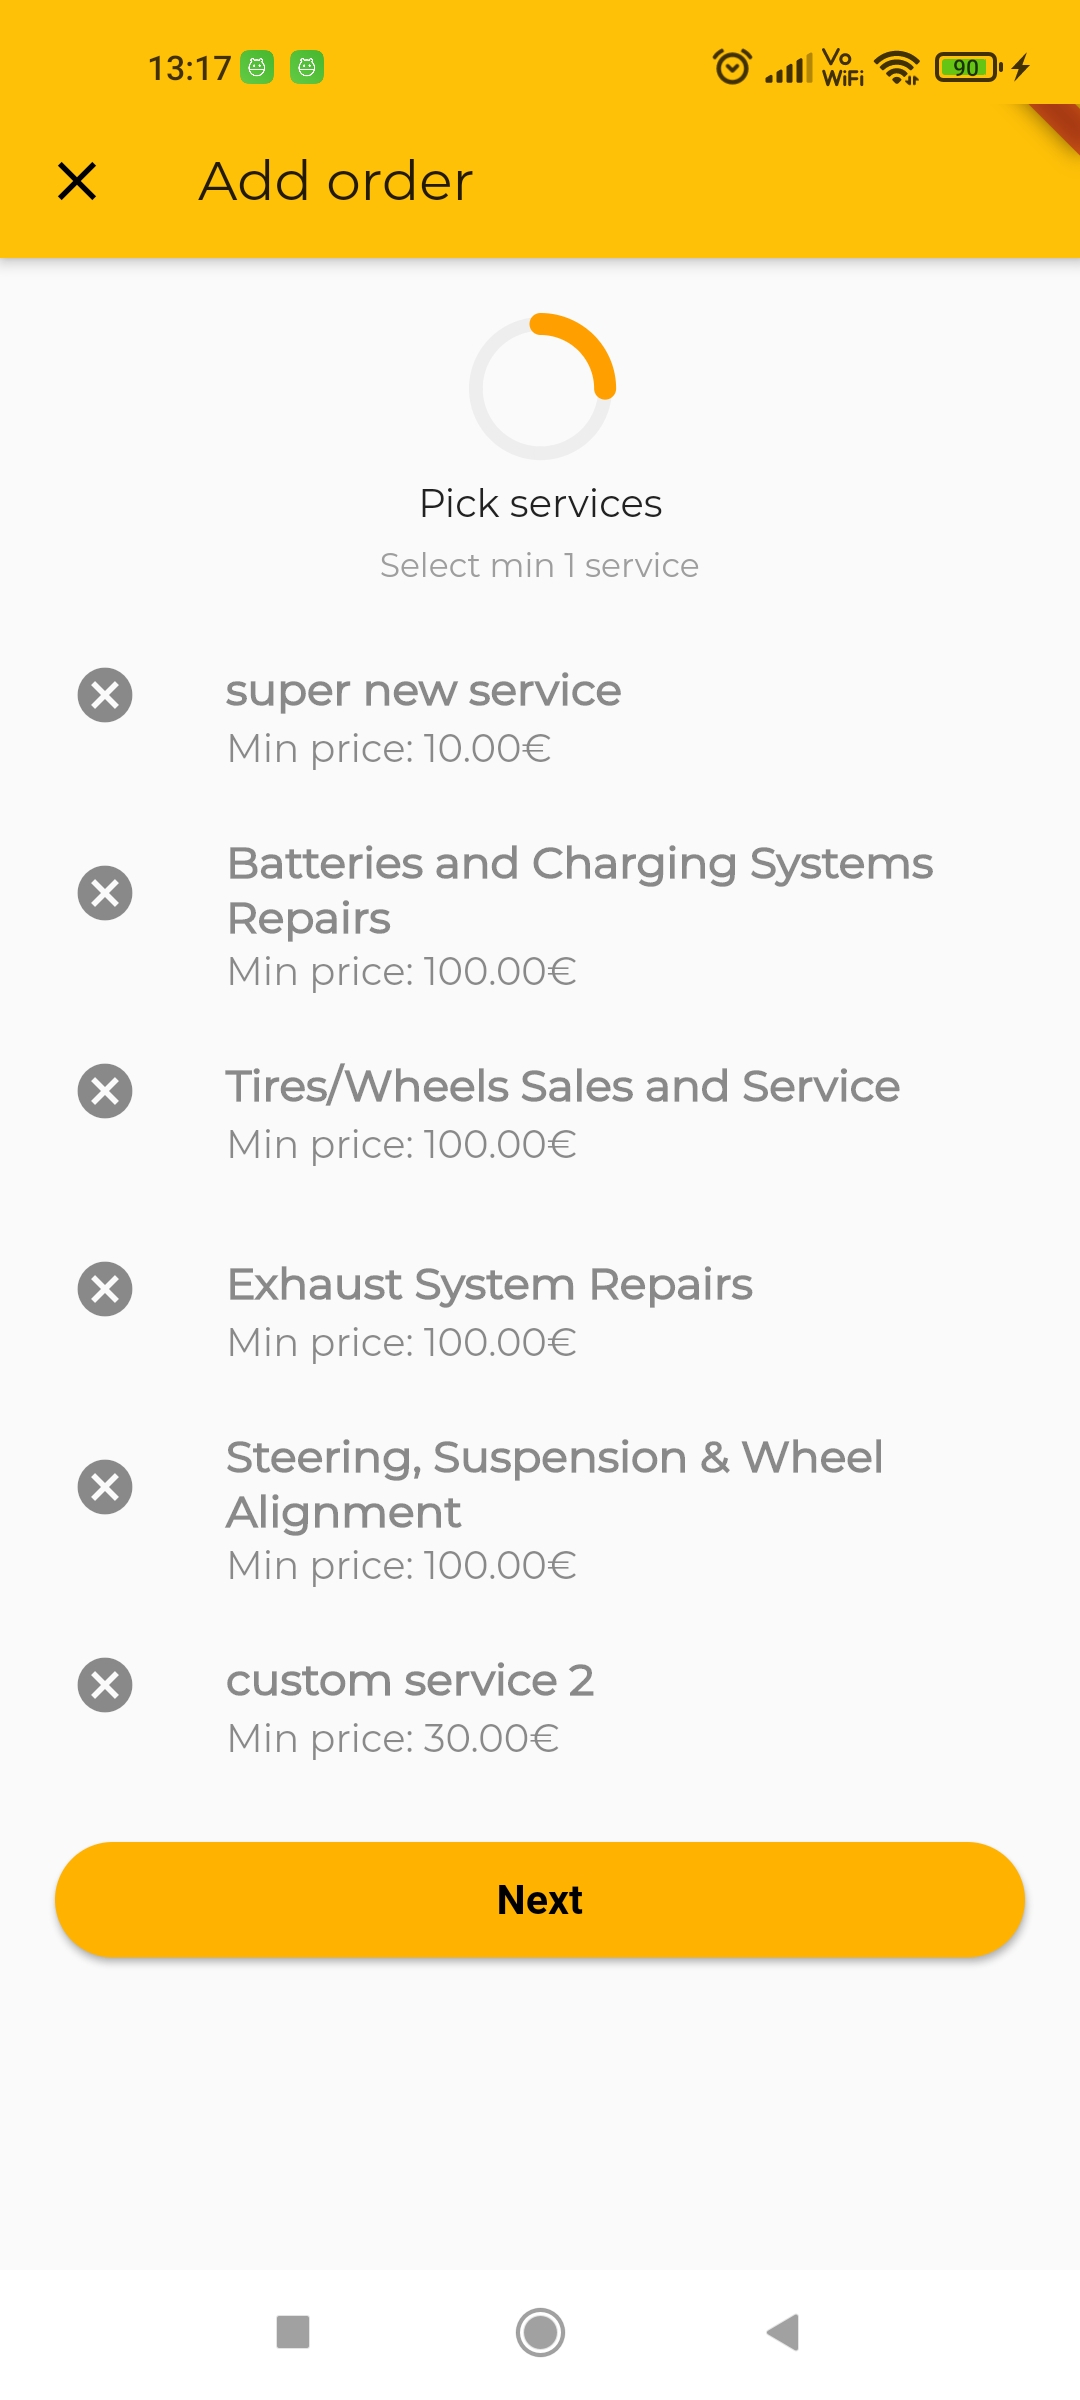 13:17
Vo
WiFi
90
Add order
Pick services
Select min 1 service
super new service
Min price: 10.00€
Batteries and Charging Systems
Repairs
Min price: 100.00€
Tires/Wheels Sales and Service
Min price: 100.00€
Exhaust System Repairs
Min price: 100.00€
Steering, Suspension & Wheel
Alignment
Min price: 100.00€
custom service 2
Min price: 30.00€
Next